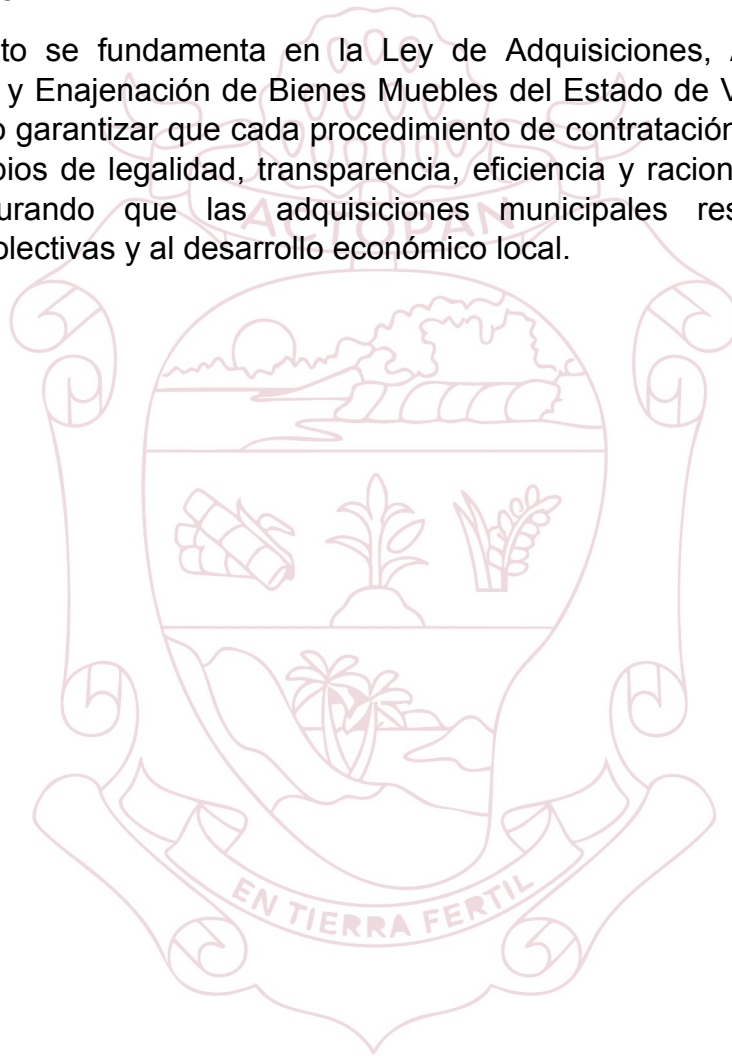 to se fundamenta en la Ley de Adquisiciones, A
y Enajenación de Bienes Muebles del Estado de V
o garantizar que cada procedimiento de contratación
pios de legalidad, transparencia, eficiencia y racion
urando que las adquisiciones municipales res
olectivas y al desarrollo económico local.
ACTOPAN
EN TIERRA FERTIL